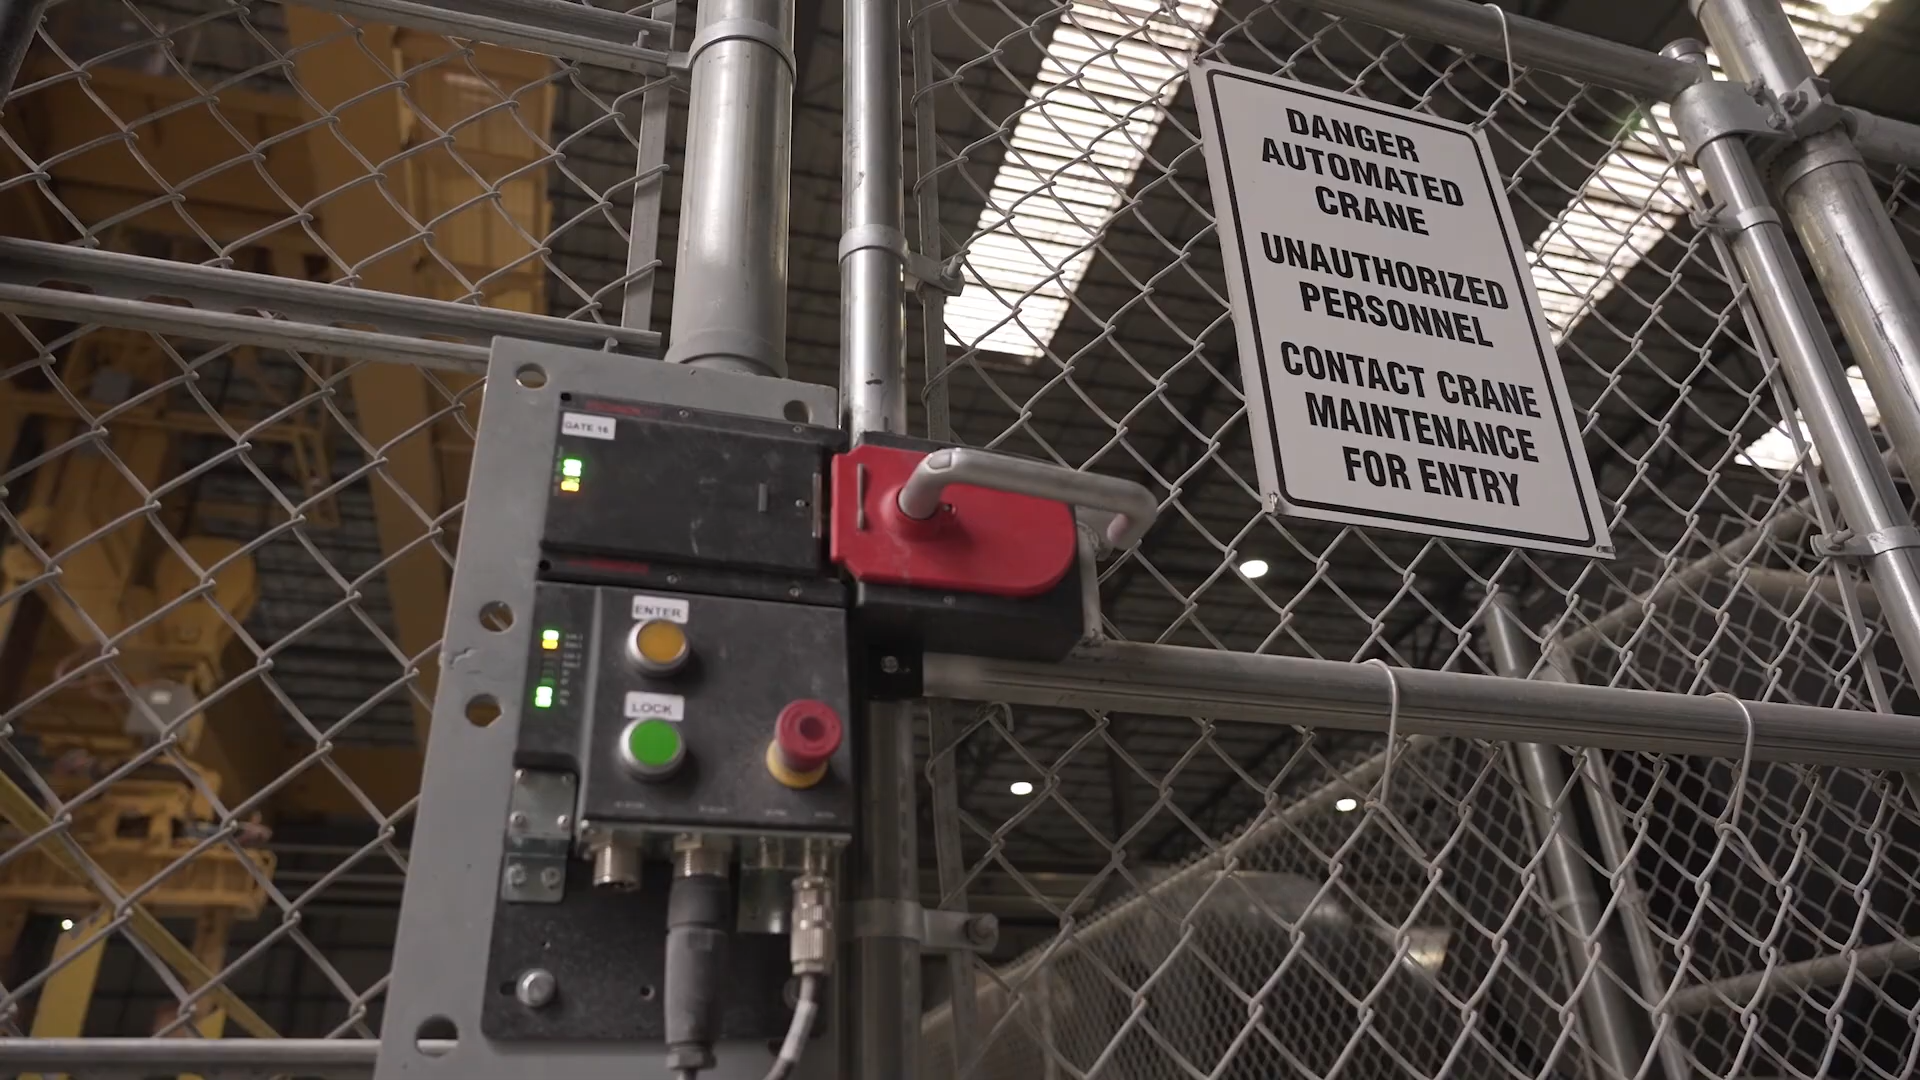 DANGER
AUTOMATED
CRANE
UNAUTHORIZED
PERSONNEL
CONTACT CRANE
MAINTENANCE
FOR ENTRY
GATE 16
ENTER
LOCK